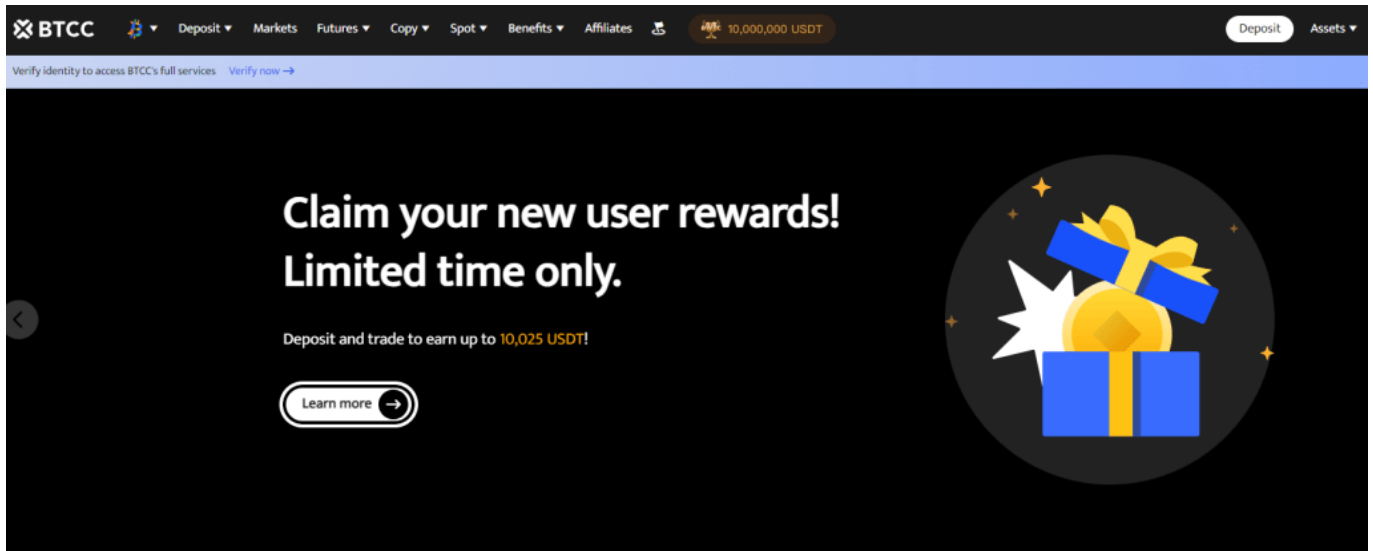 BTCC Deposit Markets Futures Copy Spot Benefits Affiliates 10,000,000 USDT Deposit Assets
Verify identity to access BTCC's full services Verify now →
Claim your new user rewards!
Limited time only.
Deposit and trade to earn up to 10,025 USDT!
Learn more →